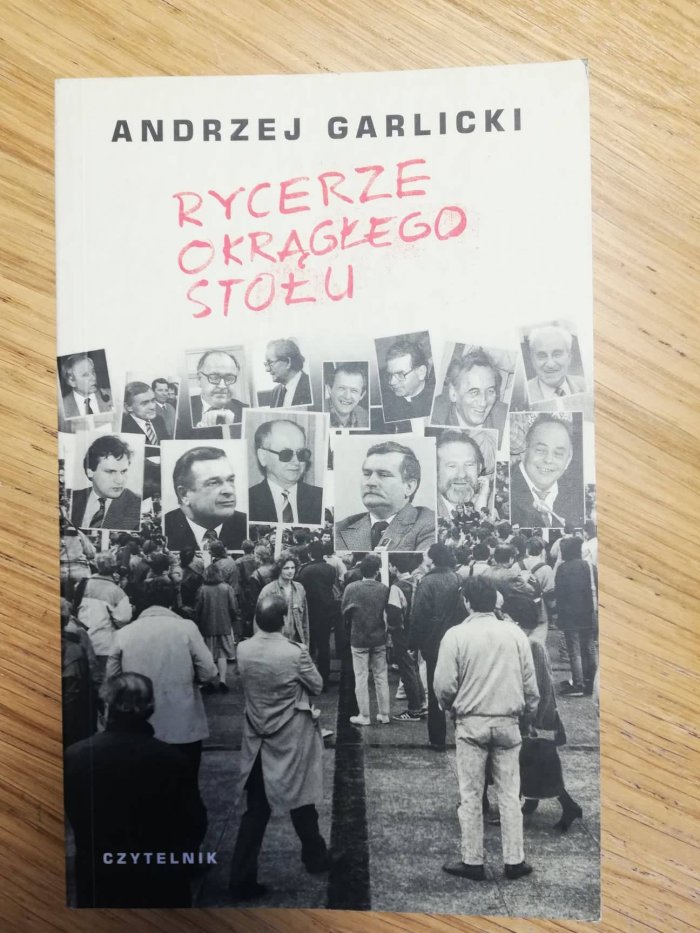 ANDRZEJ GARLICKI
RYCERZE
OKRĄGŁEGO
STOŁU
CZYTELNIK